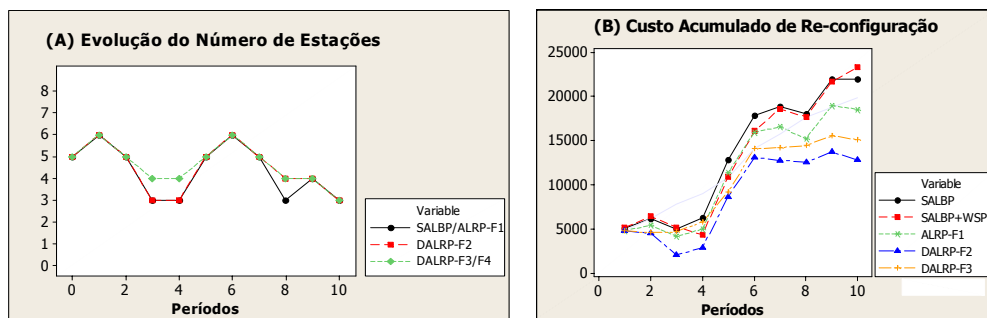 (A) Evolução do Número de Estações
8
7
6
5
4
3
2
1
0
0 2 4 6 8 10
Períodos
Variable
SALBP/ALRP-F1
DALRP-F2
DALRP-F3/F4
(B) Custo Acumulado de Re-configuração
25000
20000
15000
10000
5000
0
0 2 4 6 8 10
Períodos
Variable
SALBP
SALBP+WSP
ALRP-F1
DALRP-F2
DALRP-F3